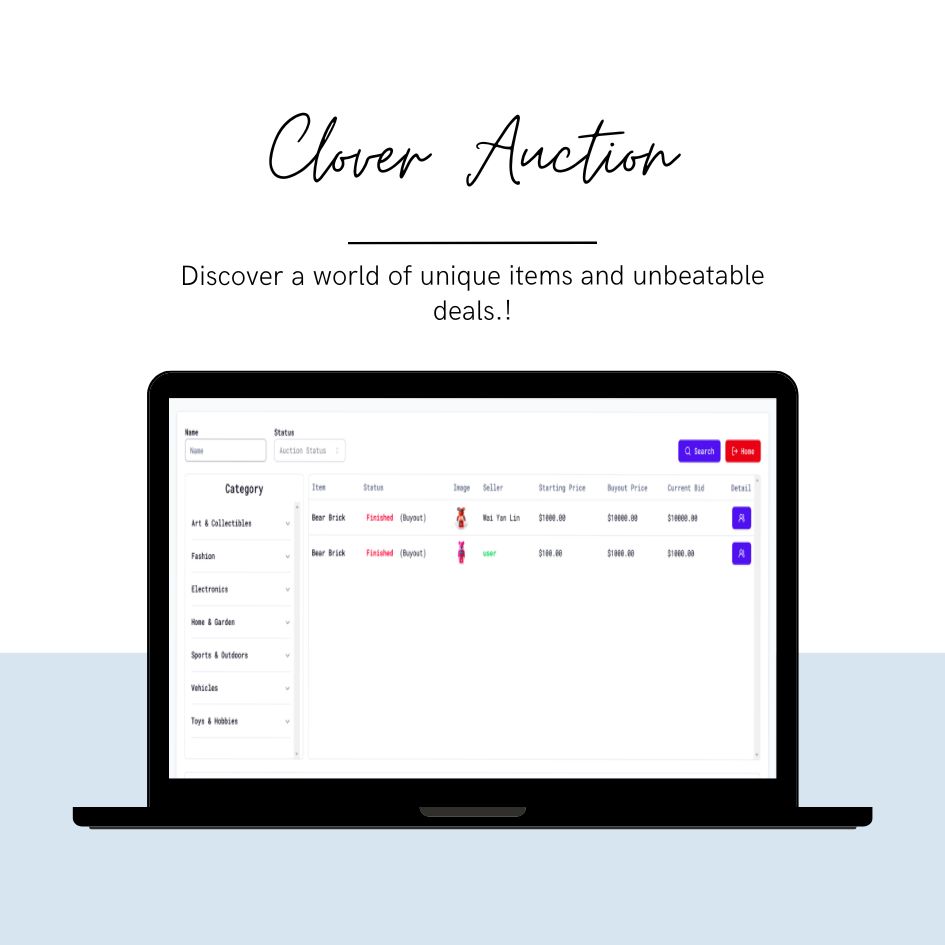 Clover Auction
Discover a world of unique items and unbeatable
deals.!
Name Status
Name Auction Status Search Home
Category
Art & Collectibles
Fashion
Electronics
Home & Garden
Sports & Outdoors
Vehicles
Toys & Hobbies
Item Status Image Seller Starting Price Buyout Price Current Bid Detail
Bear Brick Finished (Buyout) Wai Yan Lin $1000.00 $10000.00 $10000.00
Bear Brick Finished (Buyout) user $100.00 $1000.00 $1000.00